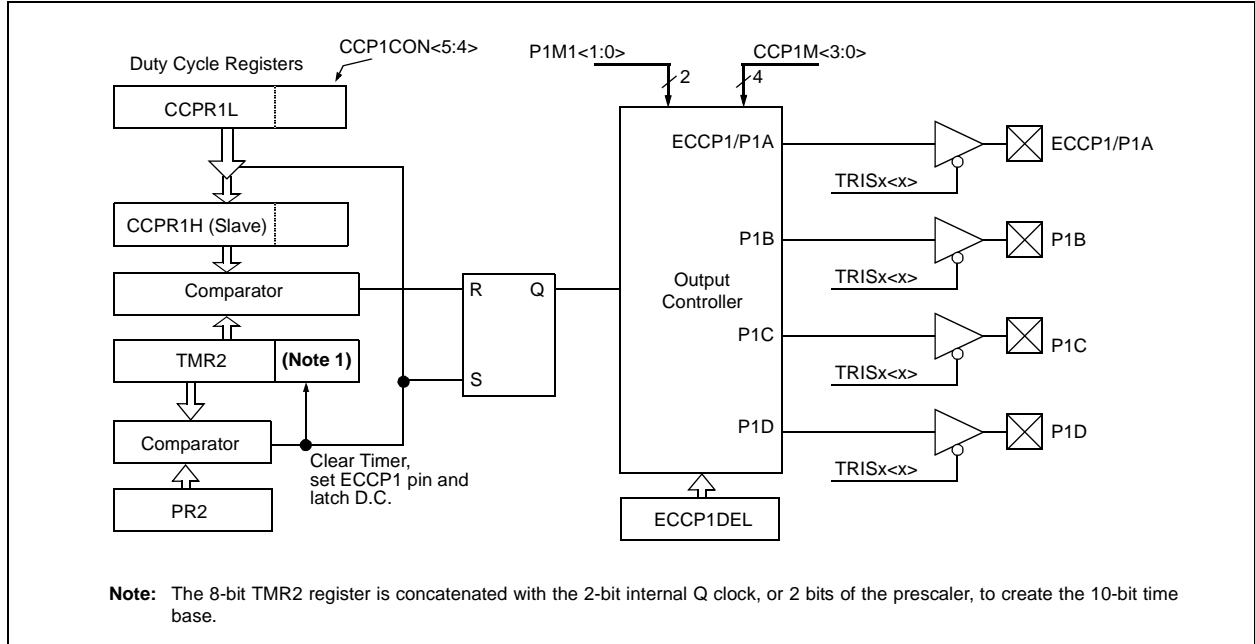 CCP1CON<5:4>
Duty Cycle Registers
CCPR1L
CCPR1H (Slave)
Comparator
TMR2
(Note 1)
Comparator
PR2
Clear Timer,
set ECCP1 pin and
latch D.C.
R
Q
S
P1M1<1:0>
2
CCP1M<3:0>
4
Output
Controller
ECCP1/P1A
P1B
P1C
P1D
ECCP1DEL
TRISx<x>
ECCP1/P1A
TRISx<x>
P1B
TRISx<x>
P1C
TRISx<x>
P1D
Note: The 8-bit TMR2 register is concatenated with the 2-bit internal Q clock, or 2 bits of the prescaler, to create the 10-bit time
base.